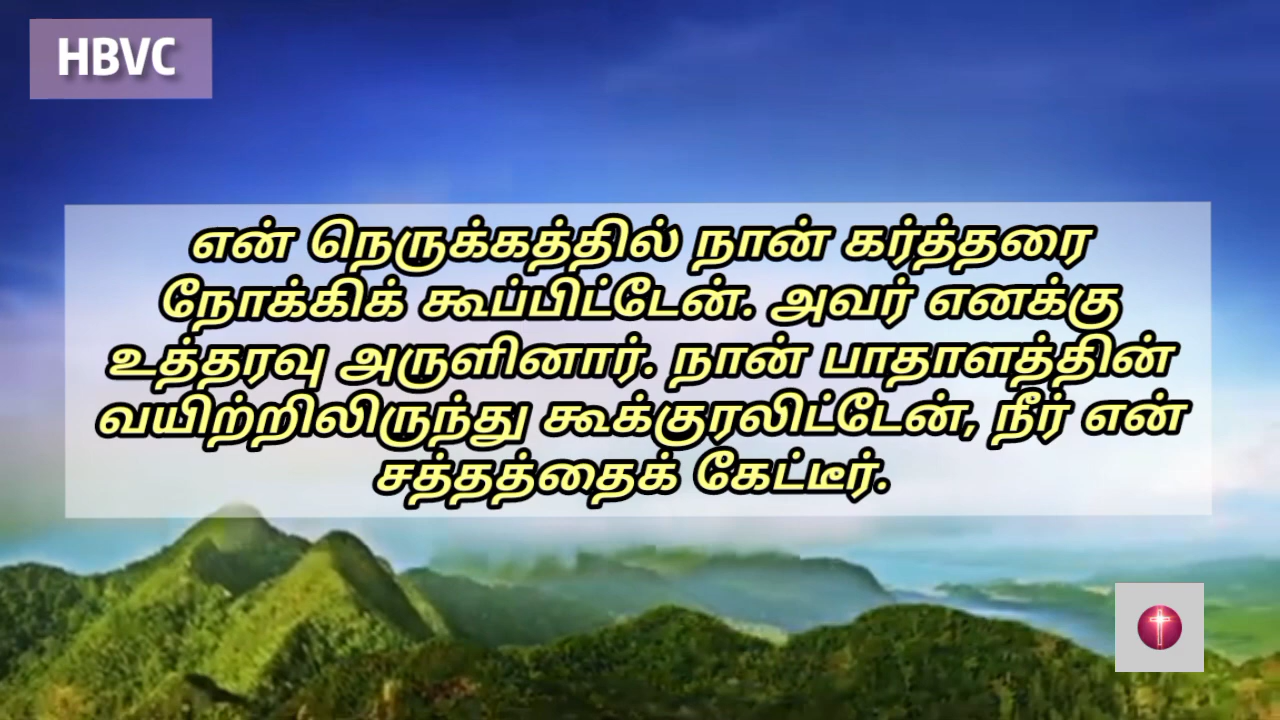 HBVC
என் நெருக்கத்தில் நான் கர்த்தரை
நோக்கிக் கூப்பிட்டேன். அவர் எனக்கு
உத்தரவு அருளினார். நான் பாதாளத்தின்
வயிற்றிலிருந்து கூக்குரலிட்டேன், நீர் என்
சத்தத்தைக் கேட்டீர்.